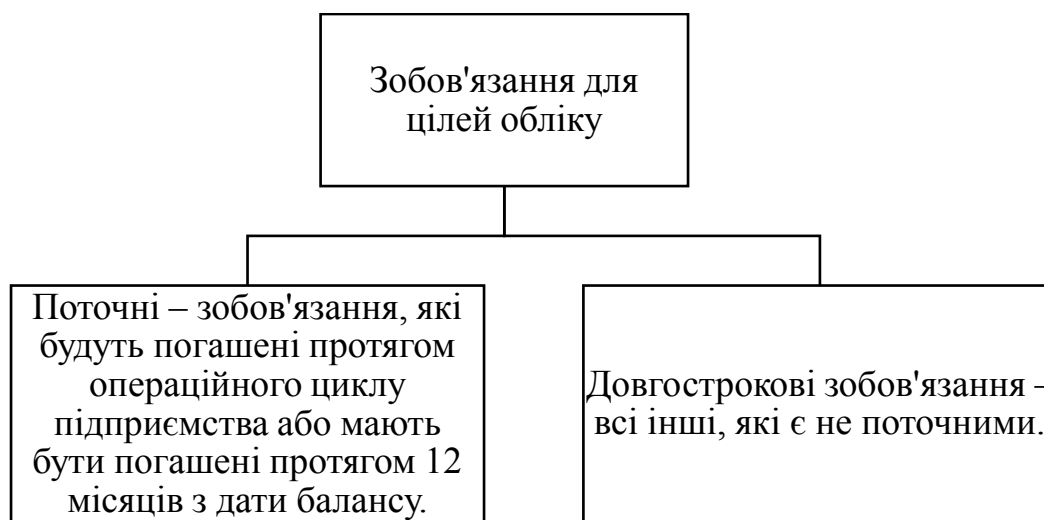 Зобов'язання для
цілей обліку
Поточні – зобов'язання, які
будуть погашені протягом
операційного циклу
підприємства або мають
бути погашені протягом 12
місяців з дати балансу.
Довгострокові зобов'язання –
всі інші, які є не поточними.